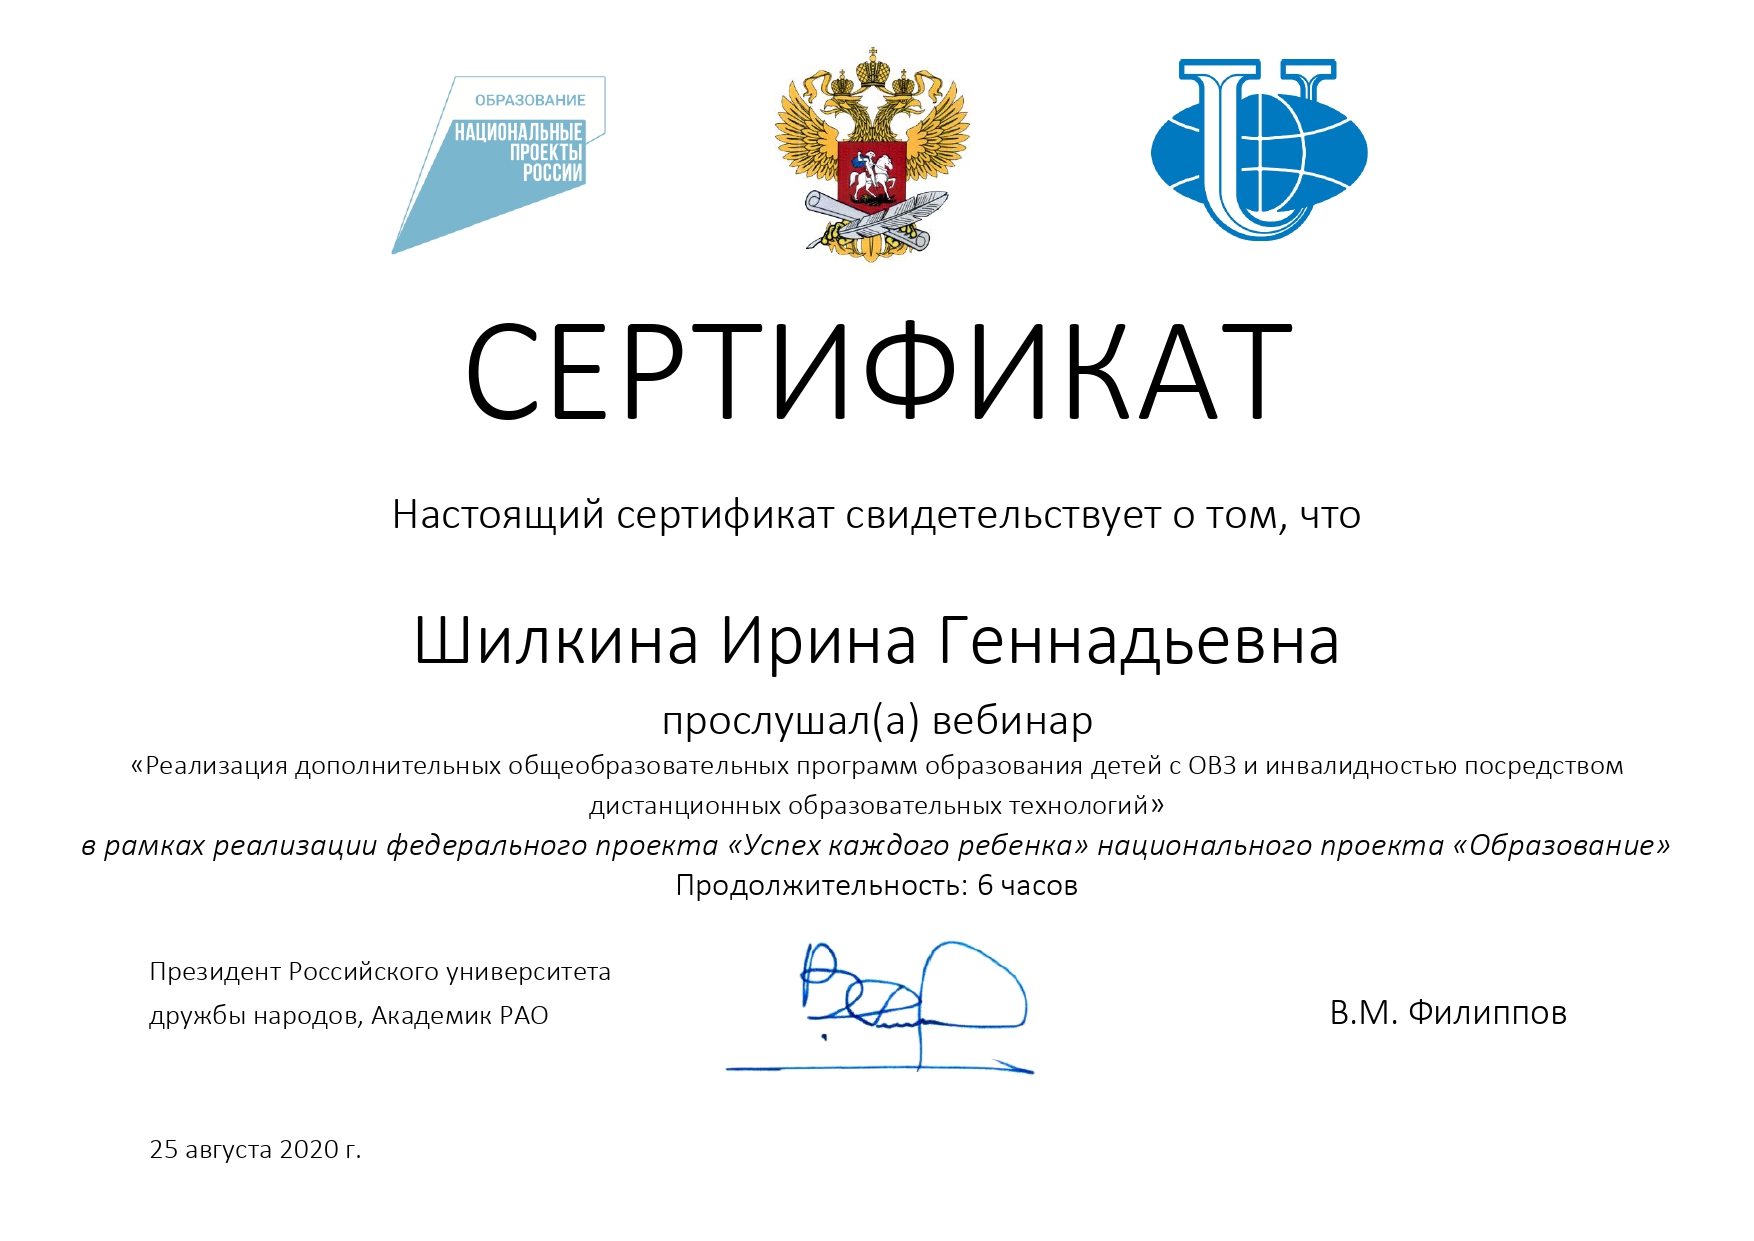 ОБРАЗОВАНИЕ
НАЦИОНАЛЬНЫЕ
ПРОЕКТЫ
РОССИИ
СЕРТИФИКАТ
Настоящий сертификат свидетельствует о том, что
Шилкина Ирина Геннадьевна
прослушал(а) вебинар
«Реализация дополнительных общеобразовательных программ образования детей с ОВЗ и инвалидностью посредством
дистанционных образовательных технологий»
в рамках реализации федерального проекта «Успех каждого ребенка» национального проекта «Образование»
Продолжительность: 6 часов
Президент Российского университета
дружбы народов, Академик РАО
В.М. Филиппов
25 августа 2020 г.